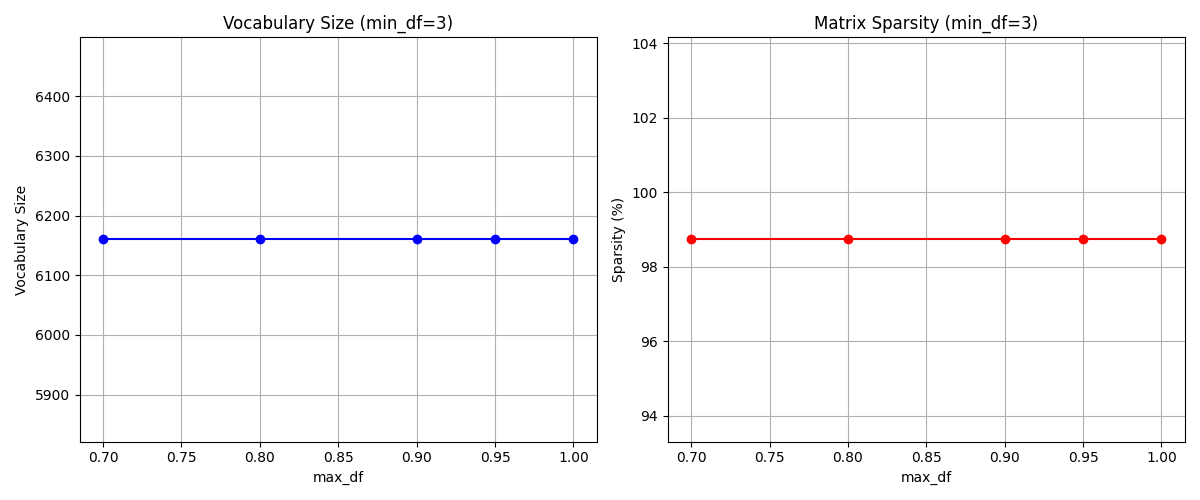 Vocabulary Size (min_df=3)
Vocabulary Size
6400
6300
6200
6100
6000
5900
0.70 0.75 0.80 0.85 0.90 0.95 1.00
max_df
Matrix Sparsity (min_df=3)
Sparsity (%)
104
102
100
98
96
94
0.70 0.75 0.80 0.85 0.90 0.95 1.00
max_df